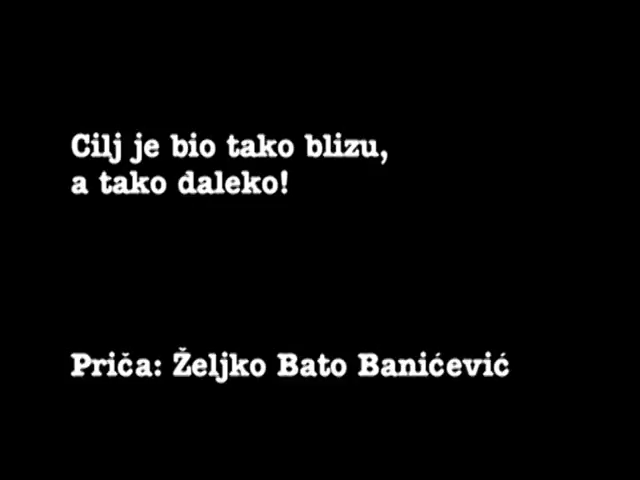 Cilj je bio tako blizu,
a tako daleko!
Priča: Željko Bato Banićević